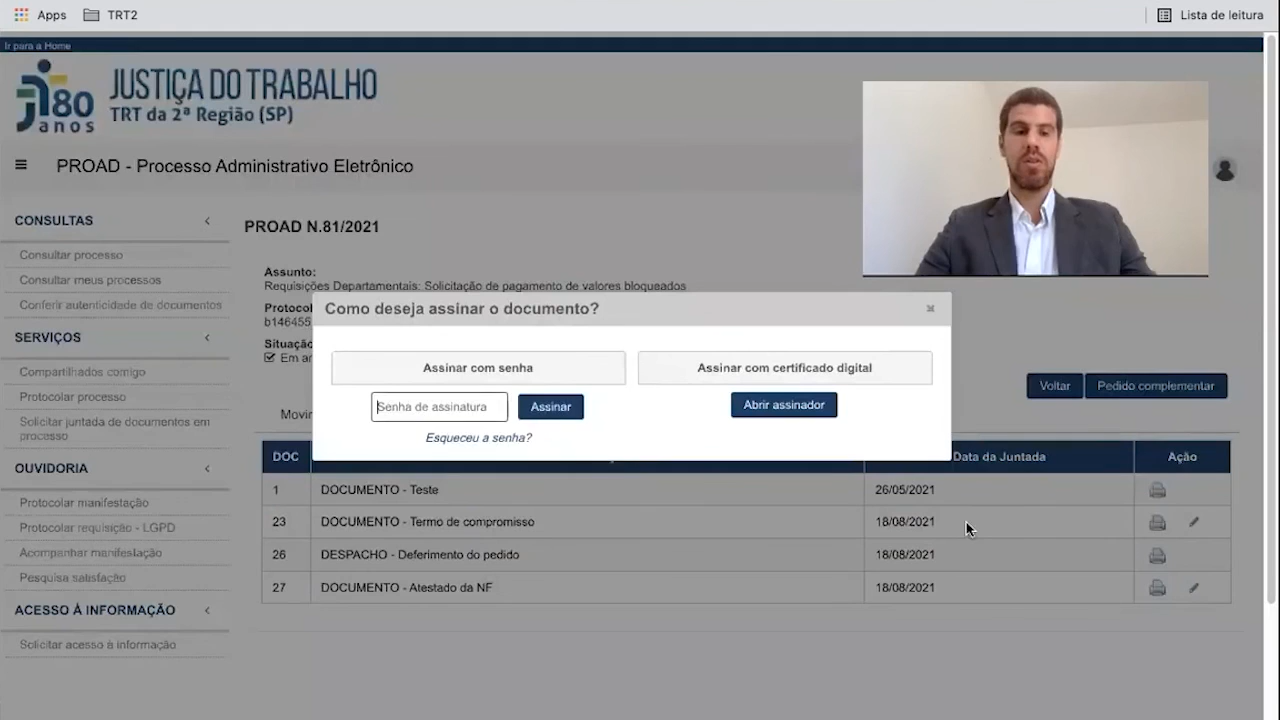 Apps
TRT2
Lista de leitura
Ir para a Home
80
anos
JUSTIÇA DO TRABALHO
TRT da 2ª Região (SP)
PROAD - Processo Administrativo Eletrônico
CONSULTAS
Consultar processo
Consultar meus processos
Conferir autenticidade de documentos
SERVIÇOS
Compartilhados comigo
Protocolar processo
Solicitar juntada de documentos em
processo
OUVIDORIA
Protocolar manifestação
Protocolar requisição - LGPD
Acompanhar manifestação
Pesquisa satisfação
ACESSO À INFORMAÇÃO
Solicitar acesso à informação
PROAD N.81/2021
Assunto:
Requisições Departamentais: Solicitação de pagamento de valores bloqueados
Protocol
b146455
Situaçã
Em an
Voltar
Pedido complementar
Movin
Como deseja assinar o documento?
Assinar com senha
Assinar com certificado digital
Senha de assinatura
Assinar
Abrir assinador
Esqueceu a senha?
DOC
Data da Juntada
Ação
1 DOCUMENTO - Teste 26/05/2021
23 DOCUMENTO - Termo de compromisso 18/08/2021
26 DESPACHO - Deferimento do pedido 18/08/2021
27 DOCUMENTO - Atestado da NF 18/08/2021